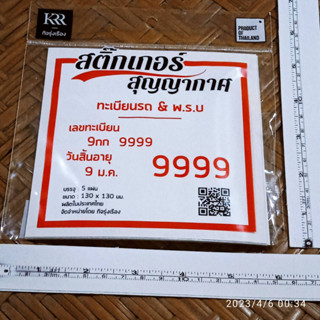 KR
กิจรุ่งเรือง
PRODUCT
OF
THAILAND
สติ๊กเกอร์
สุญญากาศ
ทะเบียนรถ & พ.ร.บ
เลขทะเบียน
9กก 9999
วันสิ้นอายุ
9 ม.ค.
9999
บรรจุ : 5 แผ่น
ขนาด : 130 x 130 มม.
ผลิตในประเทศไทย
จัดจำหน่ายโดย กิจรุ่งเรือง
2023/4/6 00:34